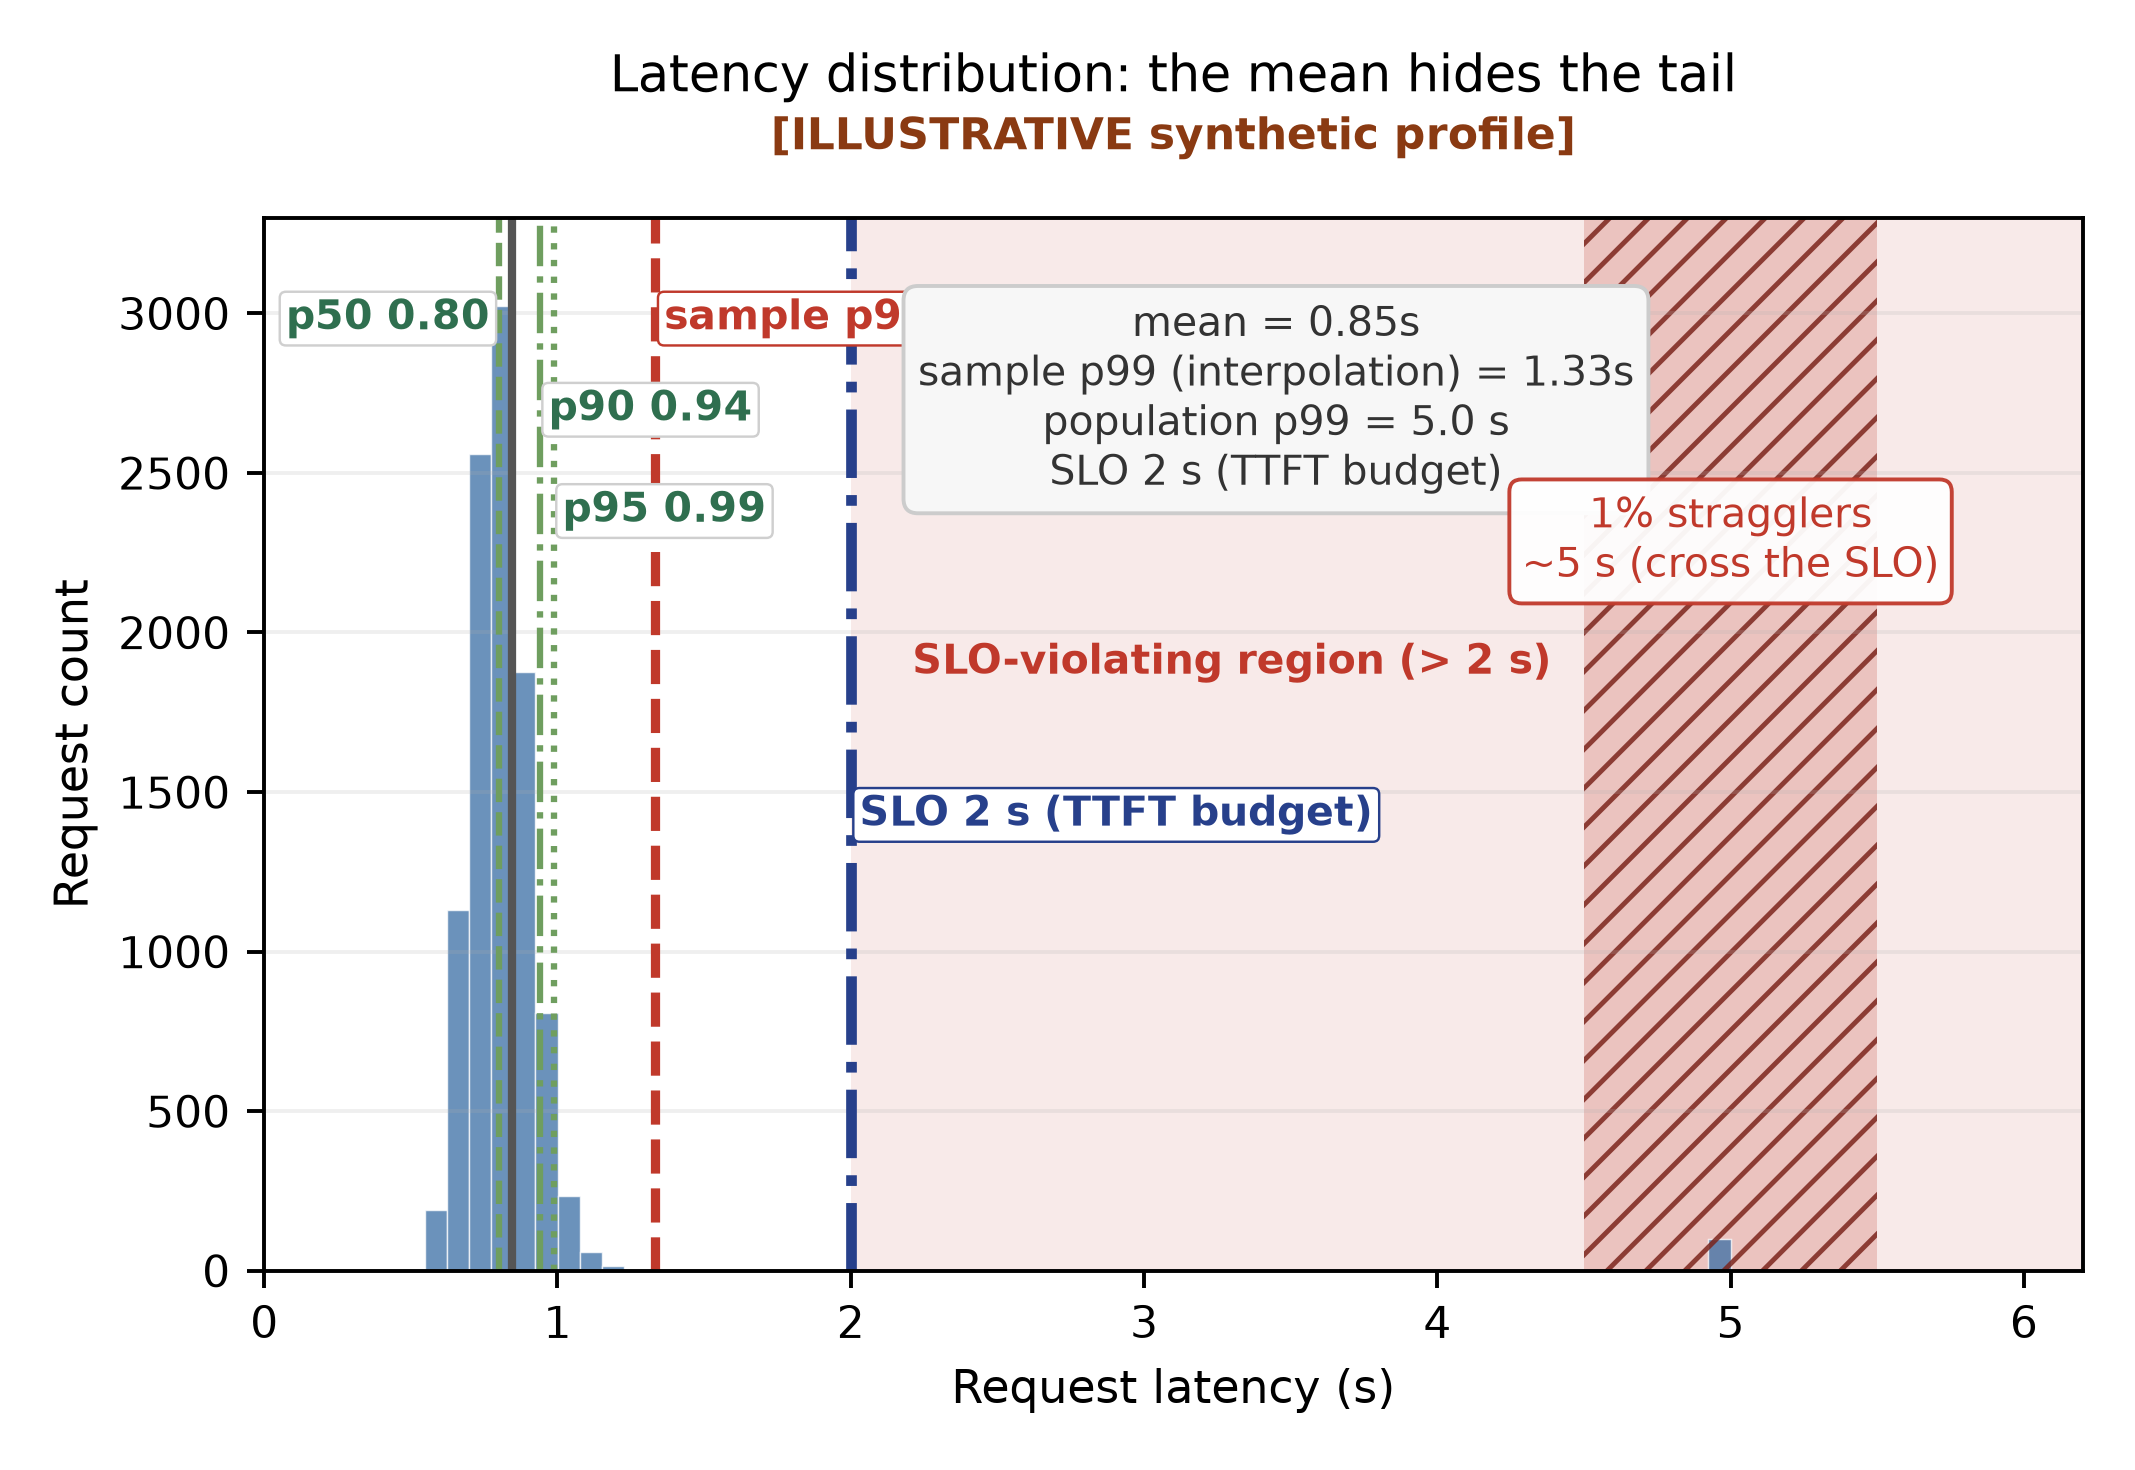 Latency distribution: the mean hides the tail
[ILLUSTRATIVE synthetic profile]
Request count
3000
2500
2000
1500
1000
500
0
p50 0.80
sample p9
p90 0.94
p95 0.99
mean = 0.85s
sample p99 (interpolation) = 1.33s
population p99 = 5.0 s
SLO 2 s (TTFT budget)
1% stragglers
~5 s (cross the SLO)
SLO-violating region (> 2 s)
SLO 2 s (TTFT budget)
0
1
2
3
4
5
6
Request latency (s)